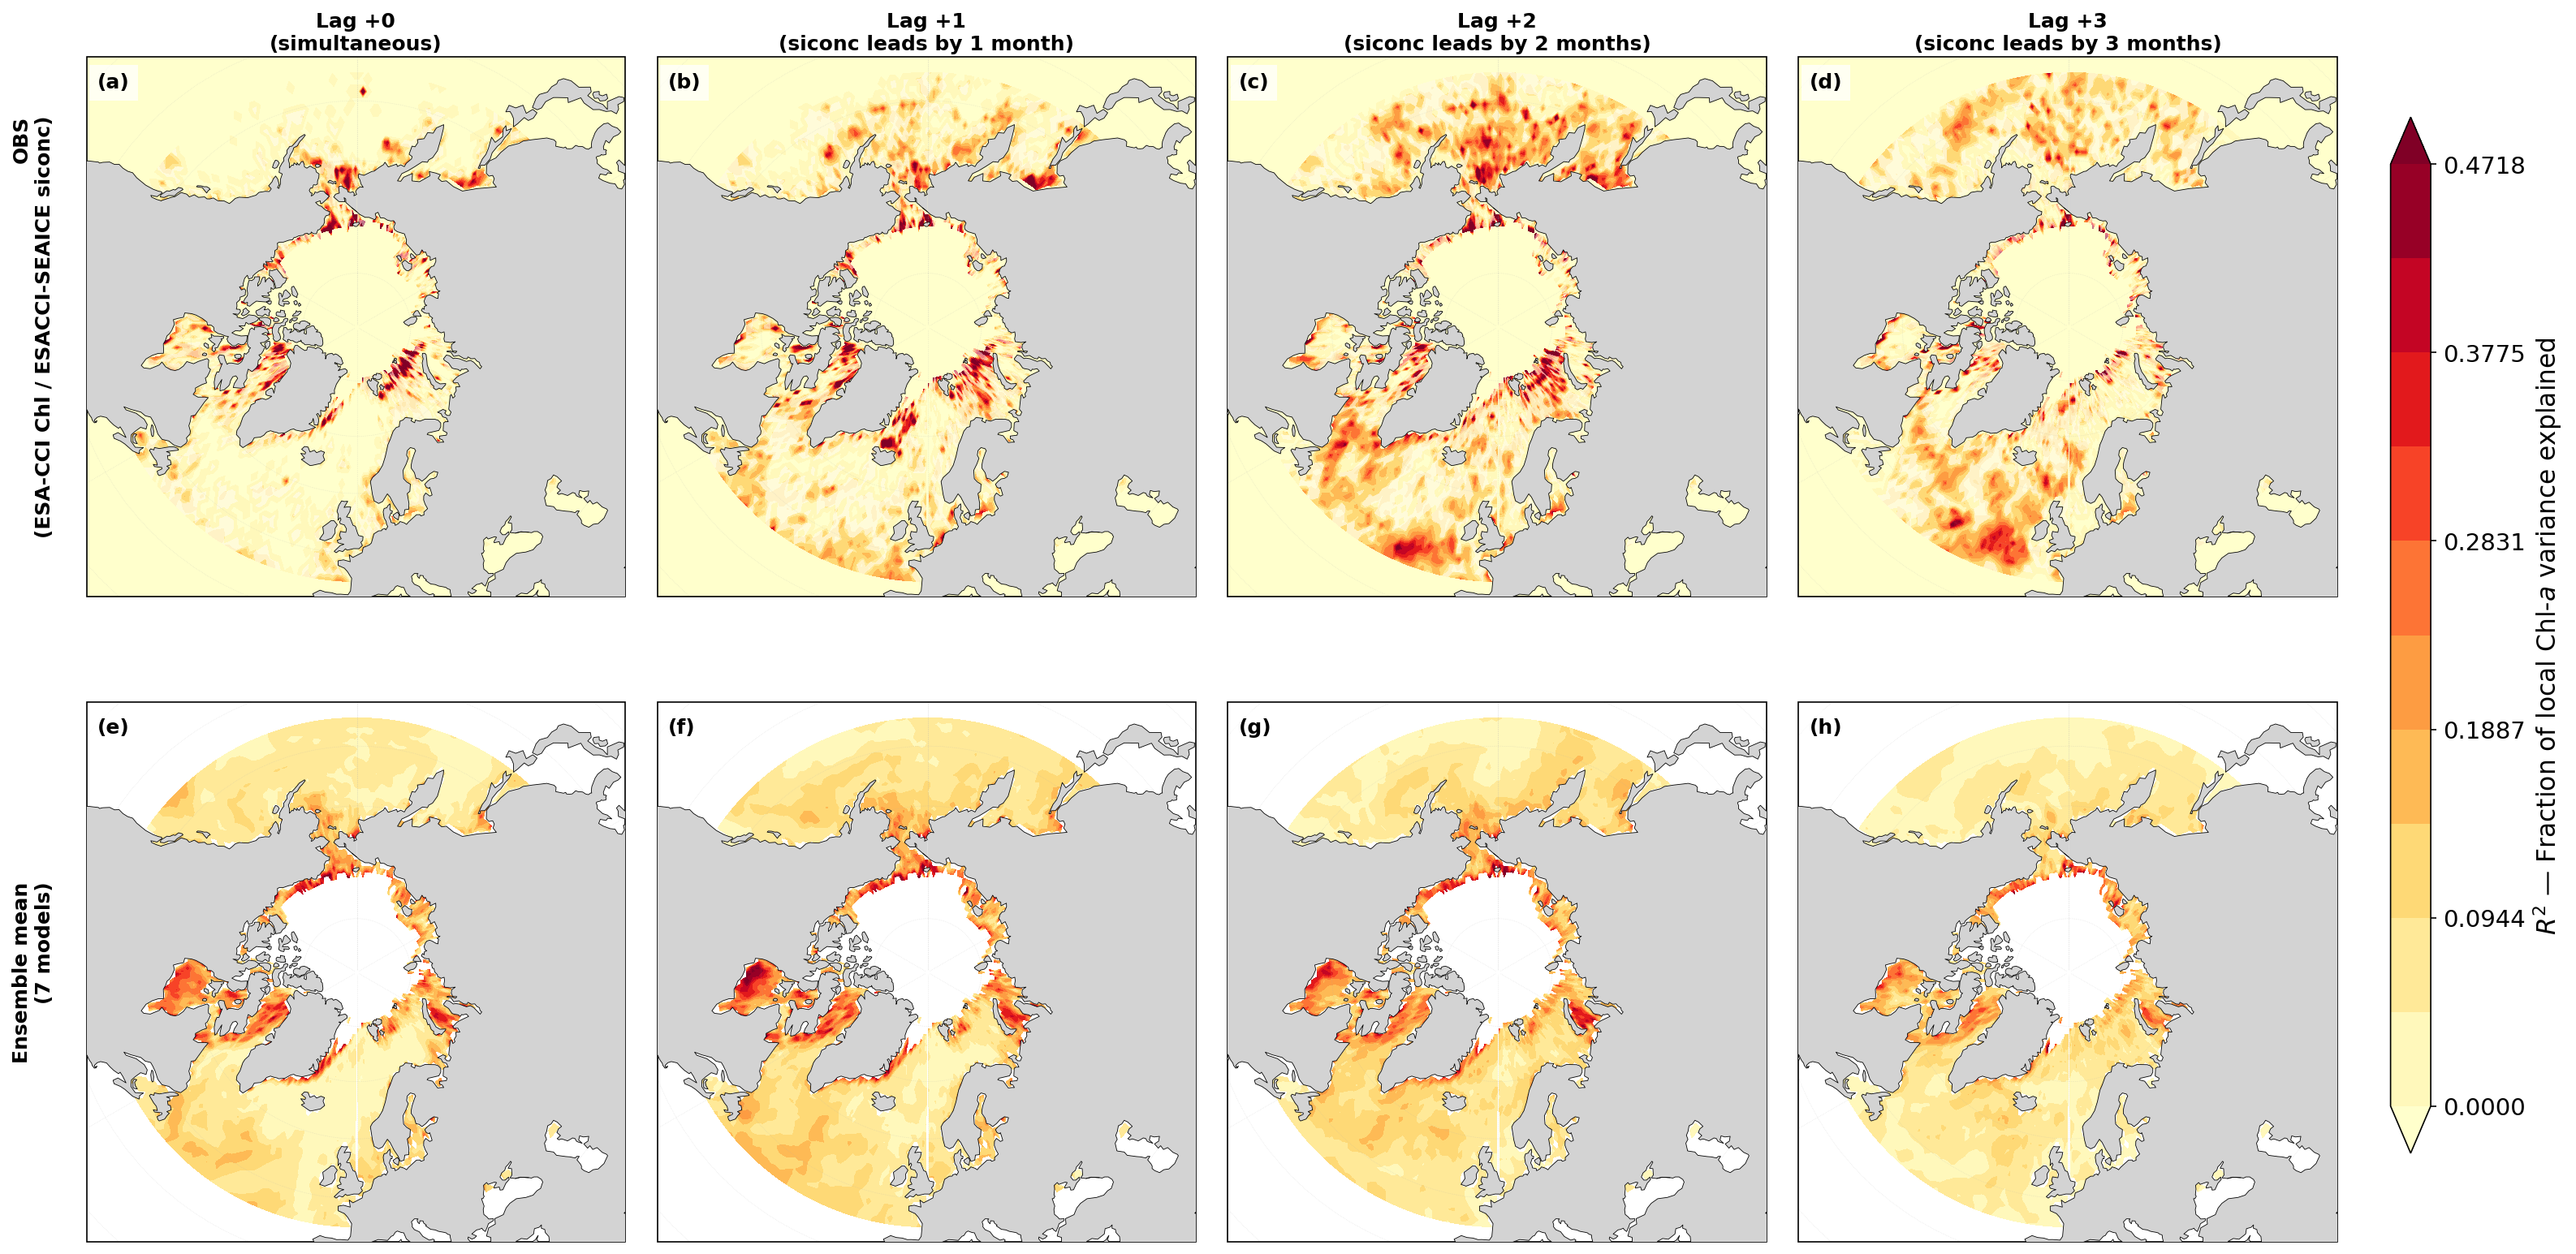 Lag +0
(simultaneous)
Lag +1
(siconc leads by 1 month)
Lag +2
(siconc leads by 2 months)
Lag +3
(siconc leads by 3 months)
OBS
(ESA-CCI Chl / ESACCI-SEAICE siconc)
(a)
(b)
(c)
(d)
Ensemble mean
(7 models)
(e)
(f)
(g)
(h)
0.4718
0.3775
0.2831
0.1887
0.0944
0.0000
R² — Fraction of local Chl-a variance explained